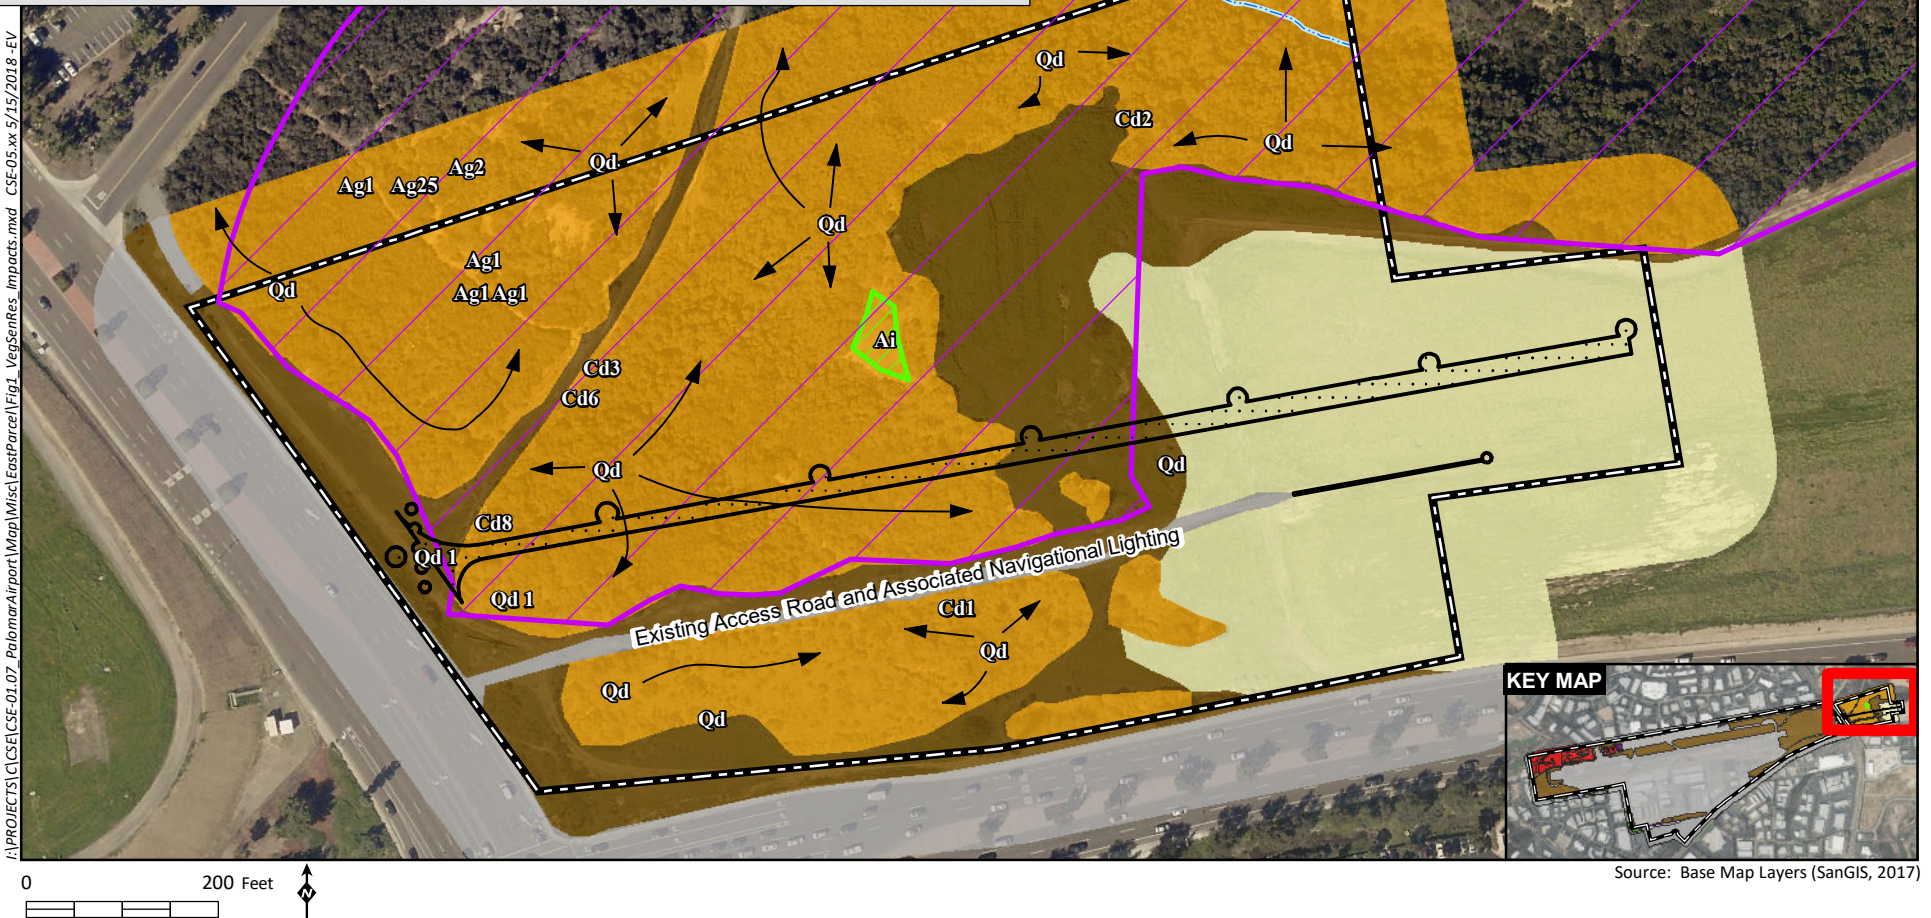 I:\PROJECTS\C\CSE\CSE-01.07_PalomarAirport\Map\Misc\EastParcel\Fig1_VegSenRes_Impacts.mxd CSE-05.xx 5/15/2018 -EV
Qd
Cd2
Qd
Qd
Ag2
Ag1 Ag25
Qd
Ag1
Qd
Ag1 Ag1
Ai
Cd3
Cd6
Qd
Qd
Cd8
Qd 1
Qd 1
Existing Access Road and Associated Navigational Lighting
Cd1
Qd
Qd
Qd
KEY MAP
Source: Base Map Layers (SanGIS, 2017)
0 200 Feet
N